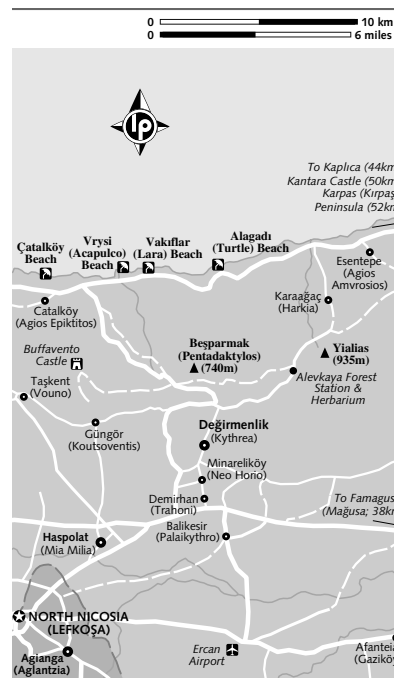 0 10 km
0 6 miles
lp
To Kaplıca (44km
Kantara Castle (50km
Karpas (Kırpaş
Peninsula (52km
Çatalköy
Beach
Vrysi
(Acapulco)
Beach
Vakıflar
(Lara) Beach
Alagadı
(Turtle) Beach
Esentepe
(Agios
Amvrosios)
Karaağaç
(Harkia)
Catalköy
(Agios Epiktitos)
Beşparmak
(Pentadaktylos)
(740m)
Yialias
(935m)
Buffavento
Castle
Alevkaya Forest
Station &
Herbarium
Taşkent
(Vouno)
Güngör
(Koutsoventis)
Değirmenlik
(Kythrea)
Minareliköy
(Neo Horio)
Demirhan
(Trahoni)
To Famagus
(Mağusa; 38km
Balikesir
(Palaikythro)
Haspolat
(Mia Milia)
NORTH NICOSIA
(LEFKOŞA)
Agianga
(Aglantzia)
Ercan
Airport
Afanteia
(Gaziköy